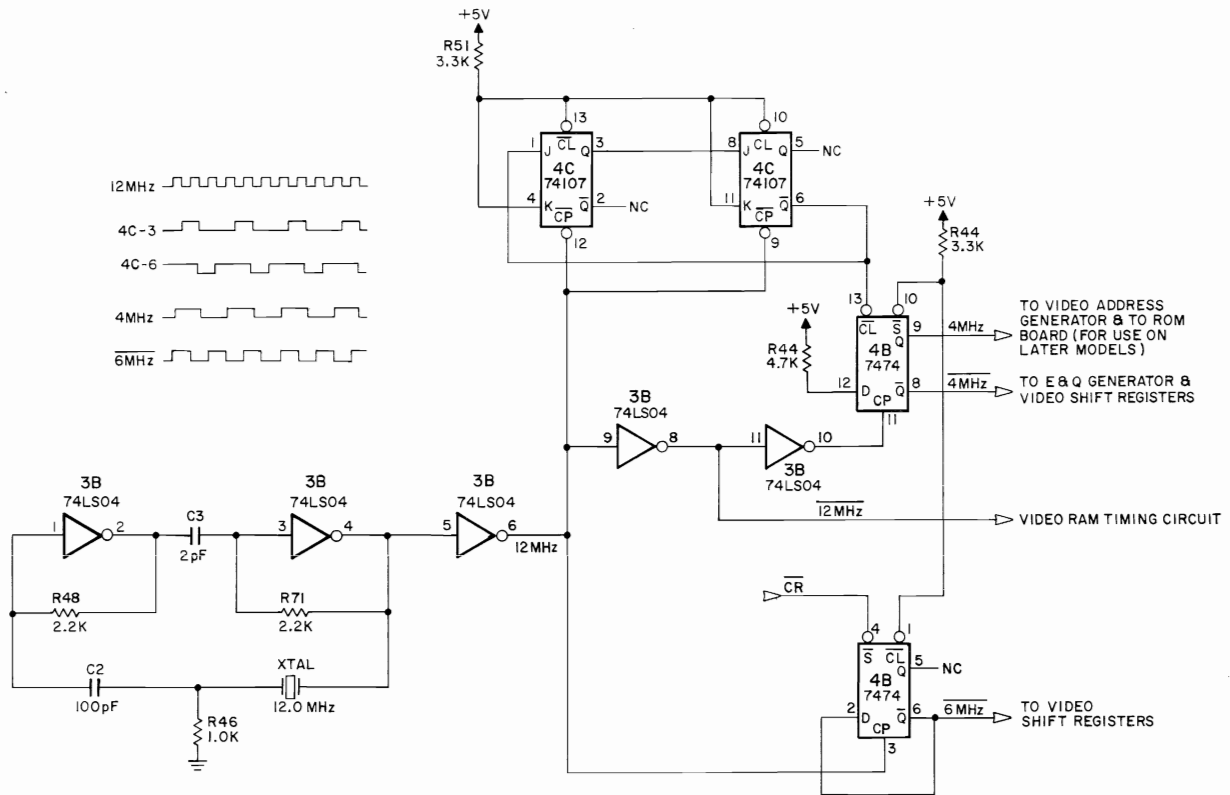 +5V
R51
3.3K
13
10
1
J
CL
Q
3
8
J
CL
Q
5
NC
4C
74107
4C
74107
4
K
CP
Q
2
NC
11
K
CP
Q
6
12
9
12MHz
4C-3
4C-6
4MHz
6MHz
+5V
R44
3.3K
13
10
CL
S
Q
9
4MHz
TO VIDEO ADDRESS
GENERATOR & TO ROM
BOARD (FOR USE ON
LATER MODELS)
+5V
R44
4.7K
4B
7474
12
D
CP
Q
8
4MHz
TO E&Q GENERATOR &
VIDEO SHIFT REGISTERS
11
3B
74LS04
9
8
11
10
3B
74LS04
12MHz
VIDEO RAM TIMING CIRCUIT
3B
74LS04
1
2
C3
2pF
3B
74LS04
3
4
3B
74LS04
5
6
12MHz
R48
2.2K
R71
2.2K
C2
100pF
XTAL
12.0 MHz
R46
1.0K
CR
4
1
S
CL
Q
5
NC
4B
7474
2
D
CP
Q
6
6MHz
TO VIDEO
SHIFT REGISTERS
3